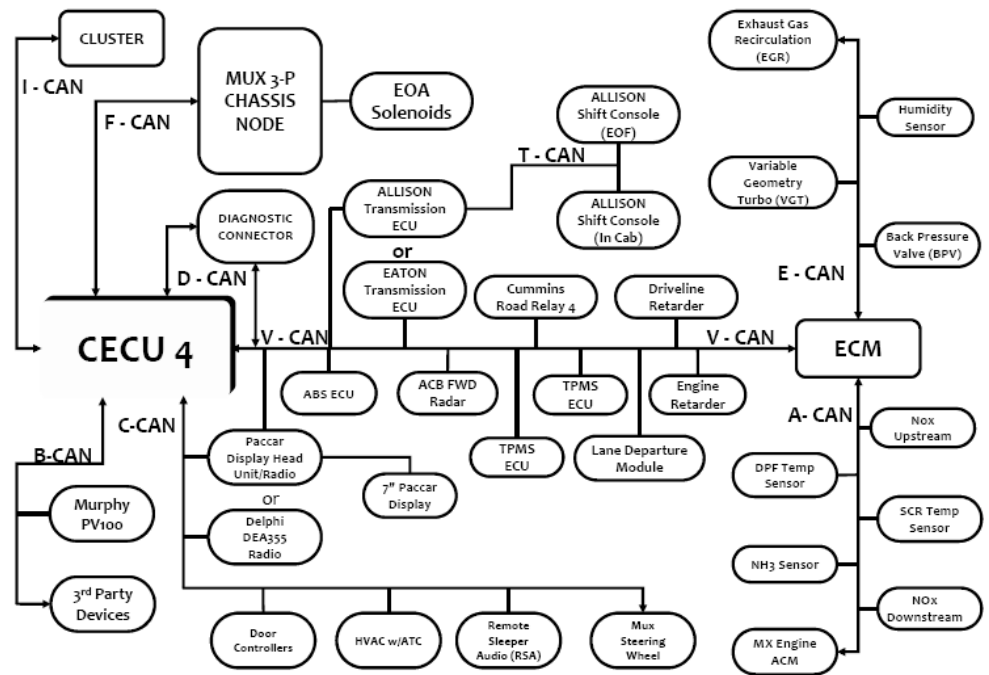 CLUSTER
I - CAN
F - CAN
MUX 3-P
CHASSIS
NODE
EOA
Solenoids
ALLISON
Shift Console
(EOF)
T - CAN
ALLISON
Transmission
ECU
ALLISON
Shift Console
(In Cab)
or
EATON
Transmission
ECU
DIAGNOSTIC
CONNECTOR
D - CAN
CECU 4
V - CAN
Cummins
Road Relay 4
Driveline
Retarder
V - CAN
ABS ECU
ACB FWD
Radar
TPMS
ECU
Engine
Retarder
TPMS
ECU
Lane Departure
Module
C-CAN
B-CAN
Paccar
Display Head
Unit/Radio
7" Paccar
Display
or
Delphi
DEA355
Radio
Murphy
PV100
3rd Party
Devices
Door
Controllers
HVAC w/ATC
Remote
Sleeper
Audio (RSA)
Mux
Steering
Wheel
Exhaust Gas
Recirculation
(EGR)
Humidity
Sensor
Variable
Geometry
Turbo (VGT)
Back Pressure
Valve (BPV)
E - CAN
ECM
A- CAN
Nox
Upstream
DPF Temp
Sensor
SCR Temp
Sensor
NH3 Sensor
NOx
Downstream
MX Engine
ACM